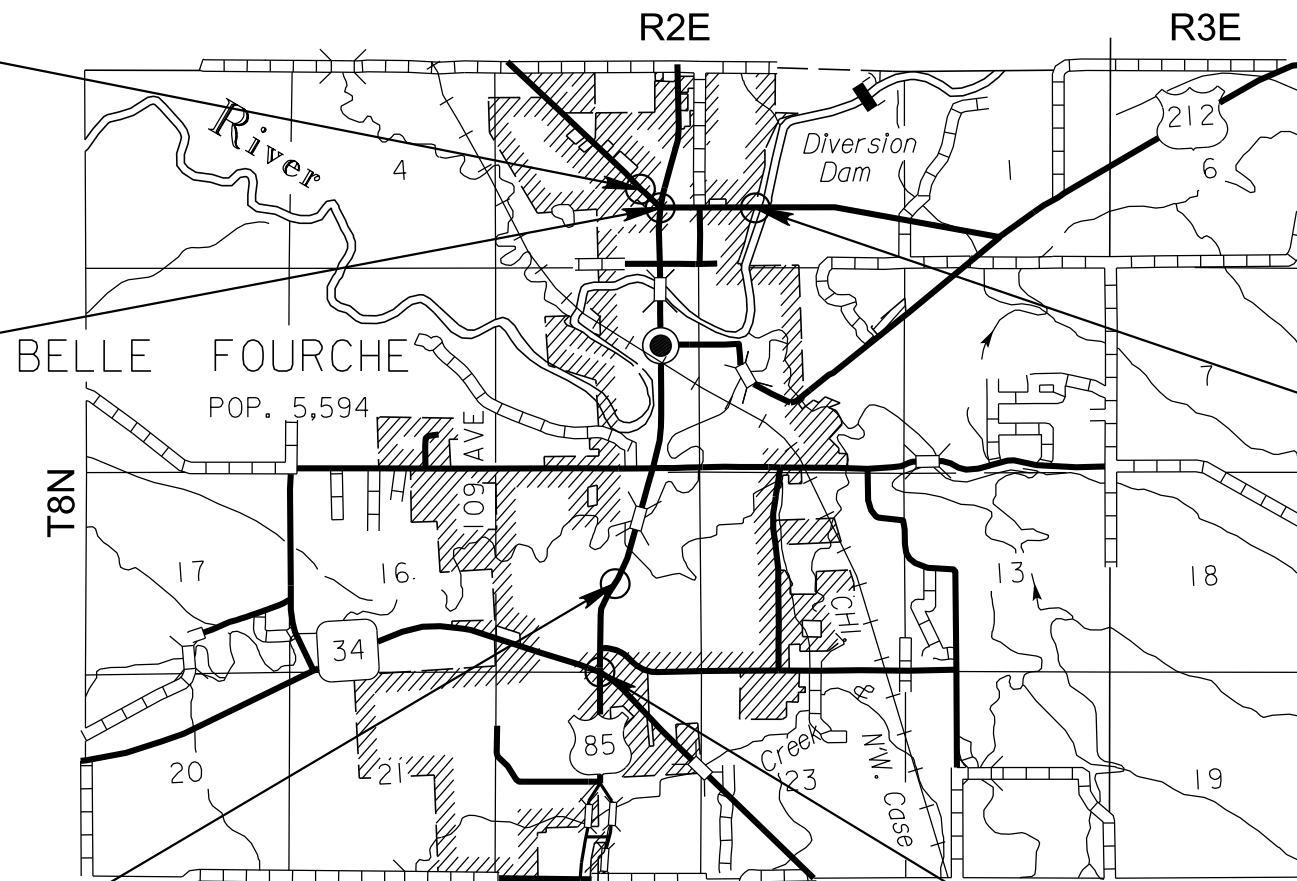 R2E
R3E
River
4
Diversion
Dam
1
212
6
BELLE FOURCHE
POP. 5,594
7
109 AVE
T8N
17
16
13
18
CHI.
34
&
85
Creek
N.W.
20
21
23
Case
19